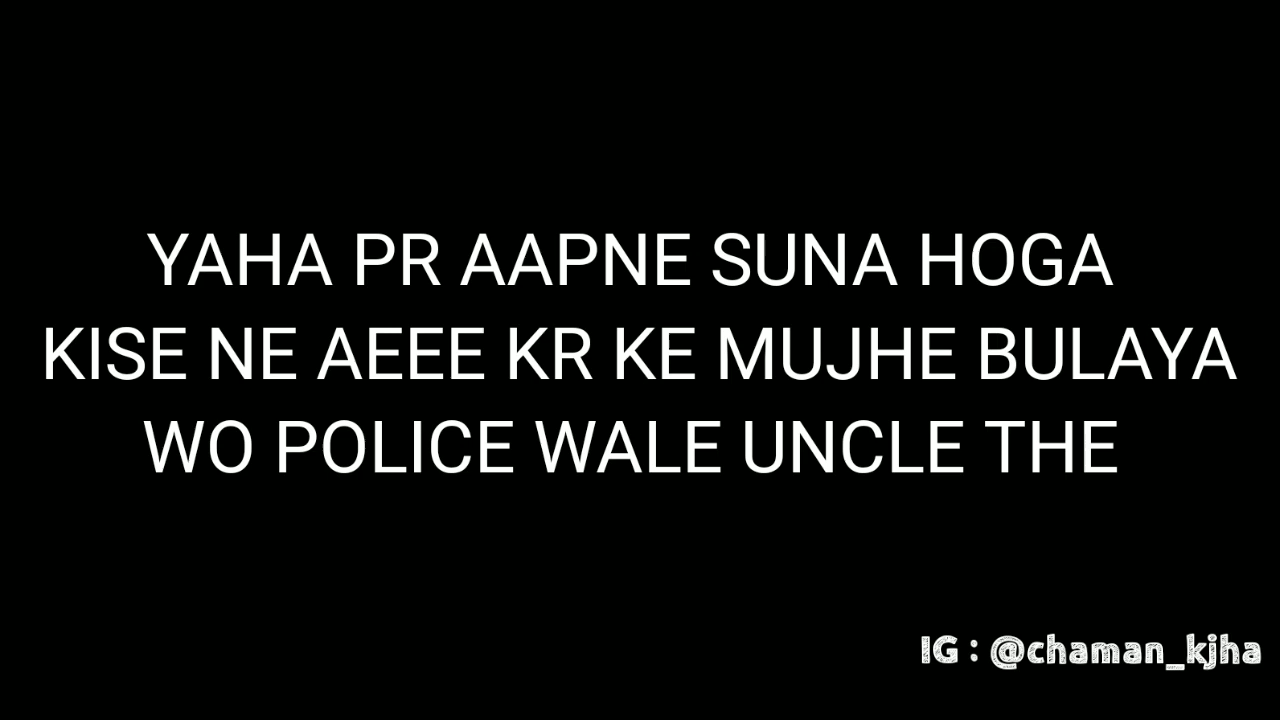 YAHA PR AAPNE SUNA HOGA
KISE NE AEEE KR KE MUJHE BULAYA
WO POLICE WALE UNCLE THE
IG : @chaman_kjha